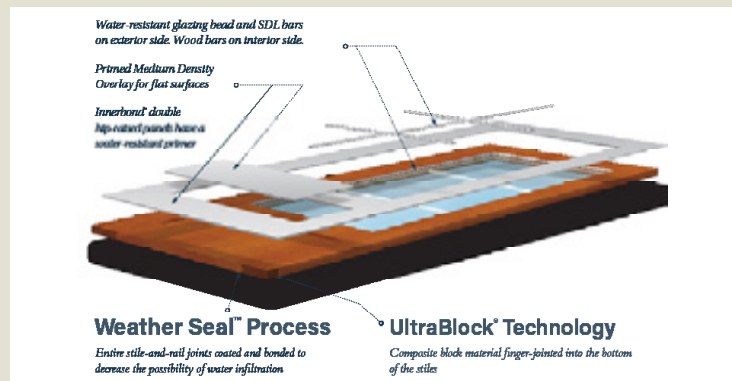 Water-resistant glazing bead and SDL bars
on exterior side. Wood bars on interior side.
Primed Medium Density
Overlay for flat surfaces
Innerbond® double
hip-raised panels have a
water-resistant primer
Weather Seal™ Process
Entire stile-and-rail joints coated and bonded to
decrease the possibility of water infiltration
UltraBlock® Technology
Composite block material finger-jointed into the bottom
of the stiles